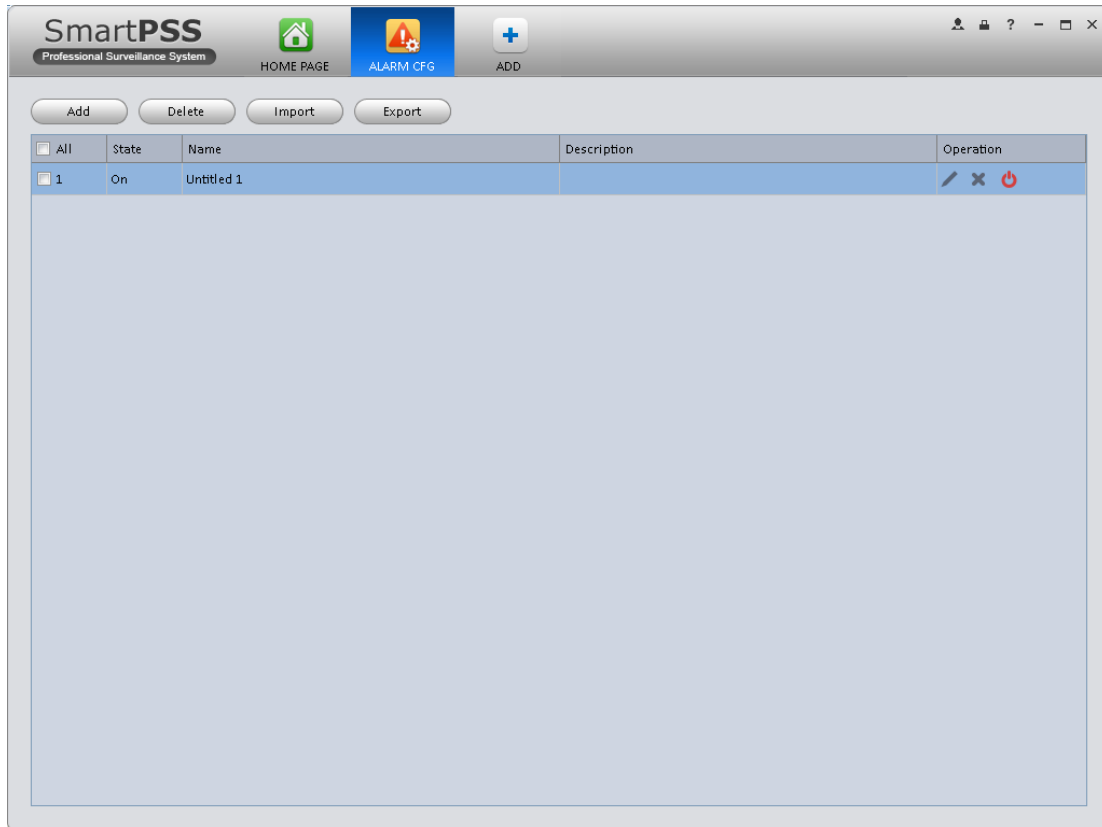 SmartPSS
Professional Surveillance System
HOME PAGE
ALARM CFG
ADD
?
Add
Delete
Import
Export
All
State
Name
Description
Operation
1
On
Untitled 1